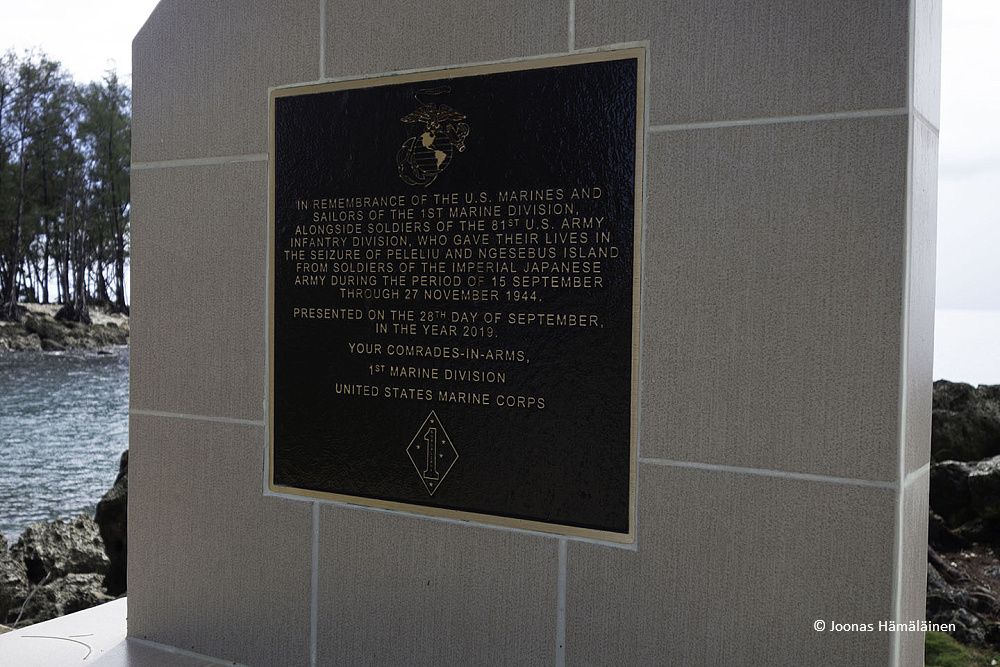 IN REMEMBRANCE OF THE U.S. MARINES AND
SAILORS OF THE 1ST MARINE DIVISION,
ALONGSIDE SOLDIERS OF THE 81ST U.S. ARMY
INFANTRY DIVISION, WHO GAVE THEIR LIVES IN
THE SEIZURE OF PELELIU AND NGESEBUS ISLAND
FROM SOLDIERS OF THE IMPERIAL JAPANESE
ARMY DURING THE PERIOD OF 15 SEPTEMBER
THROUGH 27 NOVEMBER 1944.
PRESENTED ON THE 28TH DAY OF SEPTEMBER,
IN THE YEAR 2019.
YOUR COMRADES-IN-ARMS,
1ST MARINE DIVISION
UNITED STATES MARINE CORPS
1
© Joonas Hämäläinen